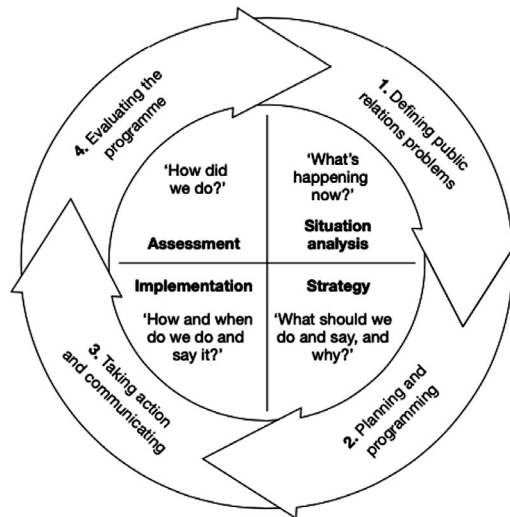 1. Defining public
relations problems
2. Planning and
programming
3. Taking action
and communicating
4. Evaluating the
programme
‘How did
we do?’
Assessment
‘What’s
happening
now?’
Situation
analysis
Implementation
‘How and when
do we do and
say it?’
Strategy
‘What should we
do and say, and
why?’